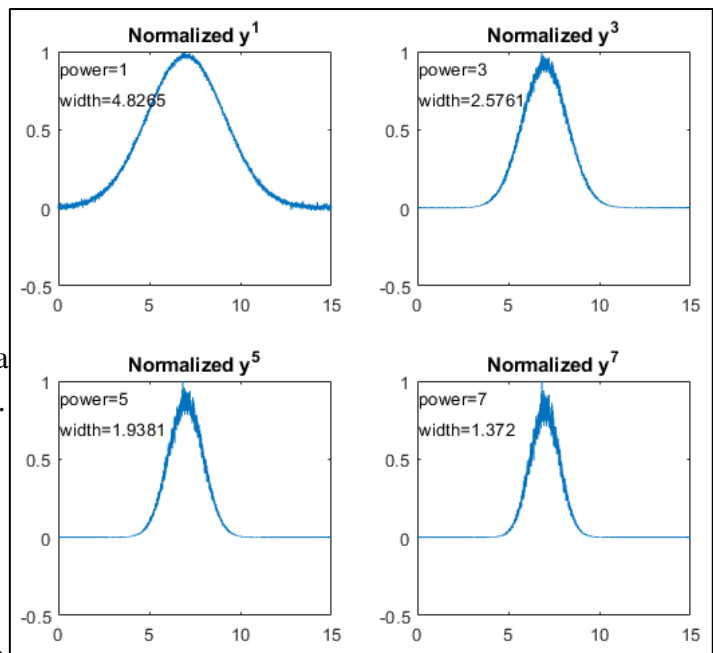 Normalized y¹
1
0.5
0
-0.5
0 5 10 15
power=1
width=4.8265
Normalized y³
1
0.5
0
-0.5
0 5 10 15
power=3
width=2.5761
a
.
Normalized y⁵
1
0.5
0
-0.5
0 5 10 15
power=5
width=1.9381
Normalized y⁷
1
0.5
0
-0.5
0 5 10 15
power=7
width=1.372